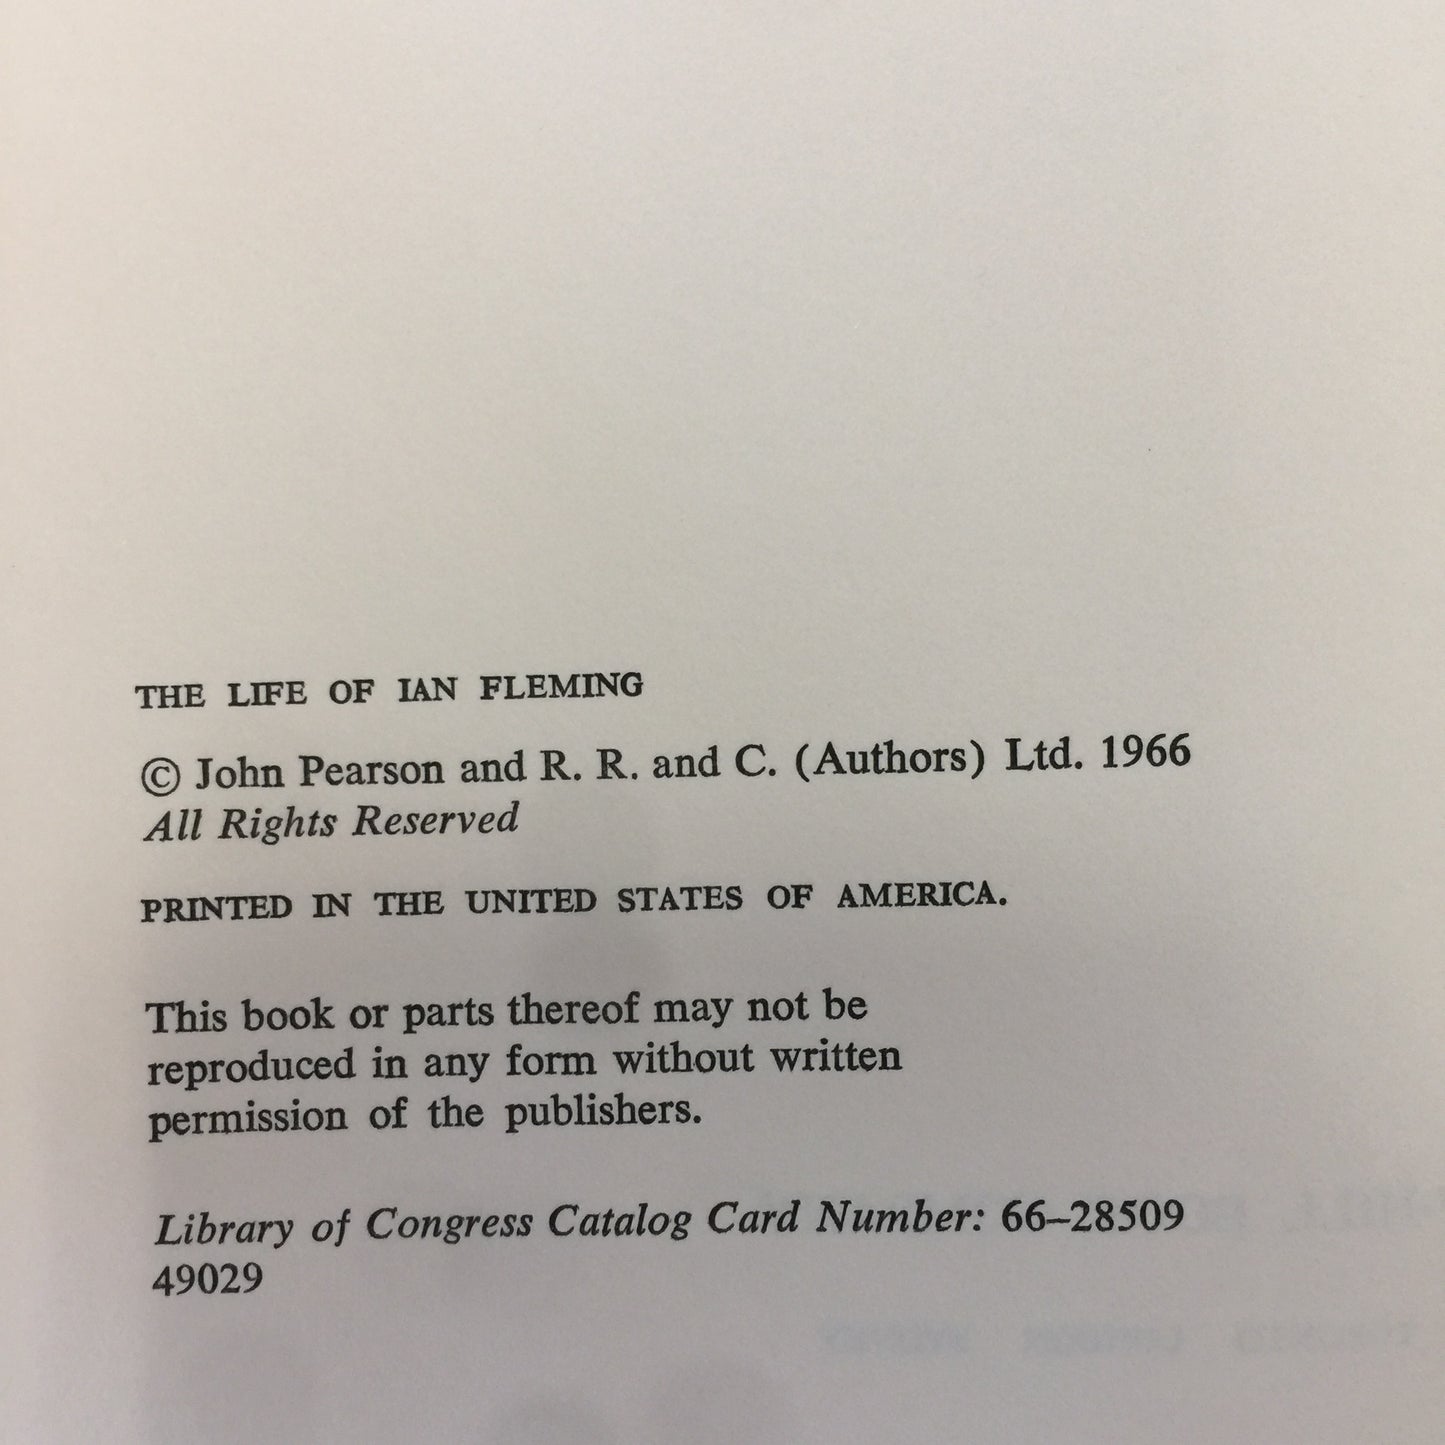 THE LIFE OF IAN FLEMING
© John Pearson and R. R. and C. (Authors) Ltd. 1966
All Rights Reserved
PRINTED IN THE UNITED STATES OF AMERICA.
This book or parts thereof may not be
reproduced in any form without written
permission of the publishers.
Library of Congress Catalog Card Number: 66–28509
49029